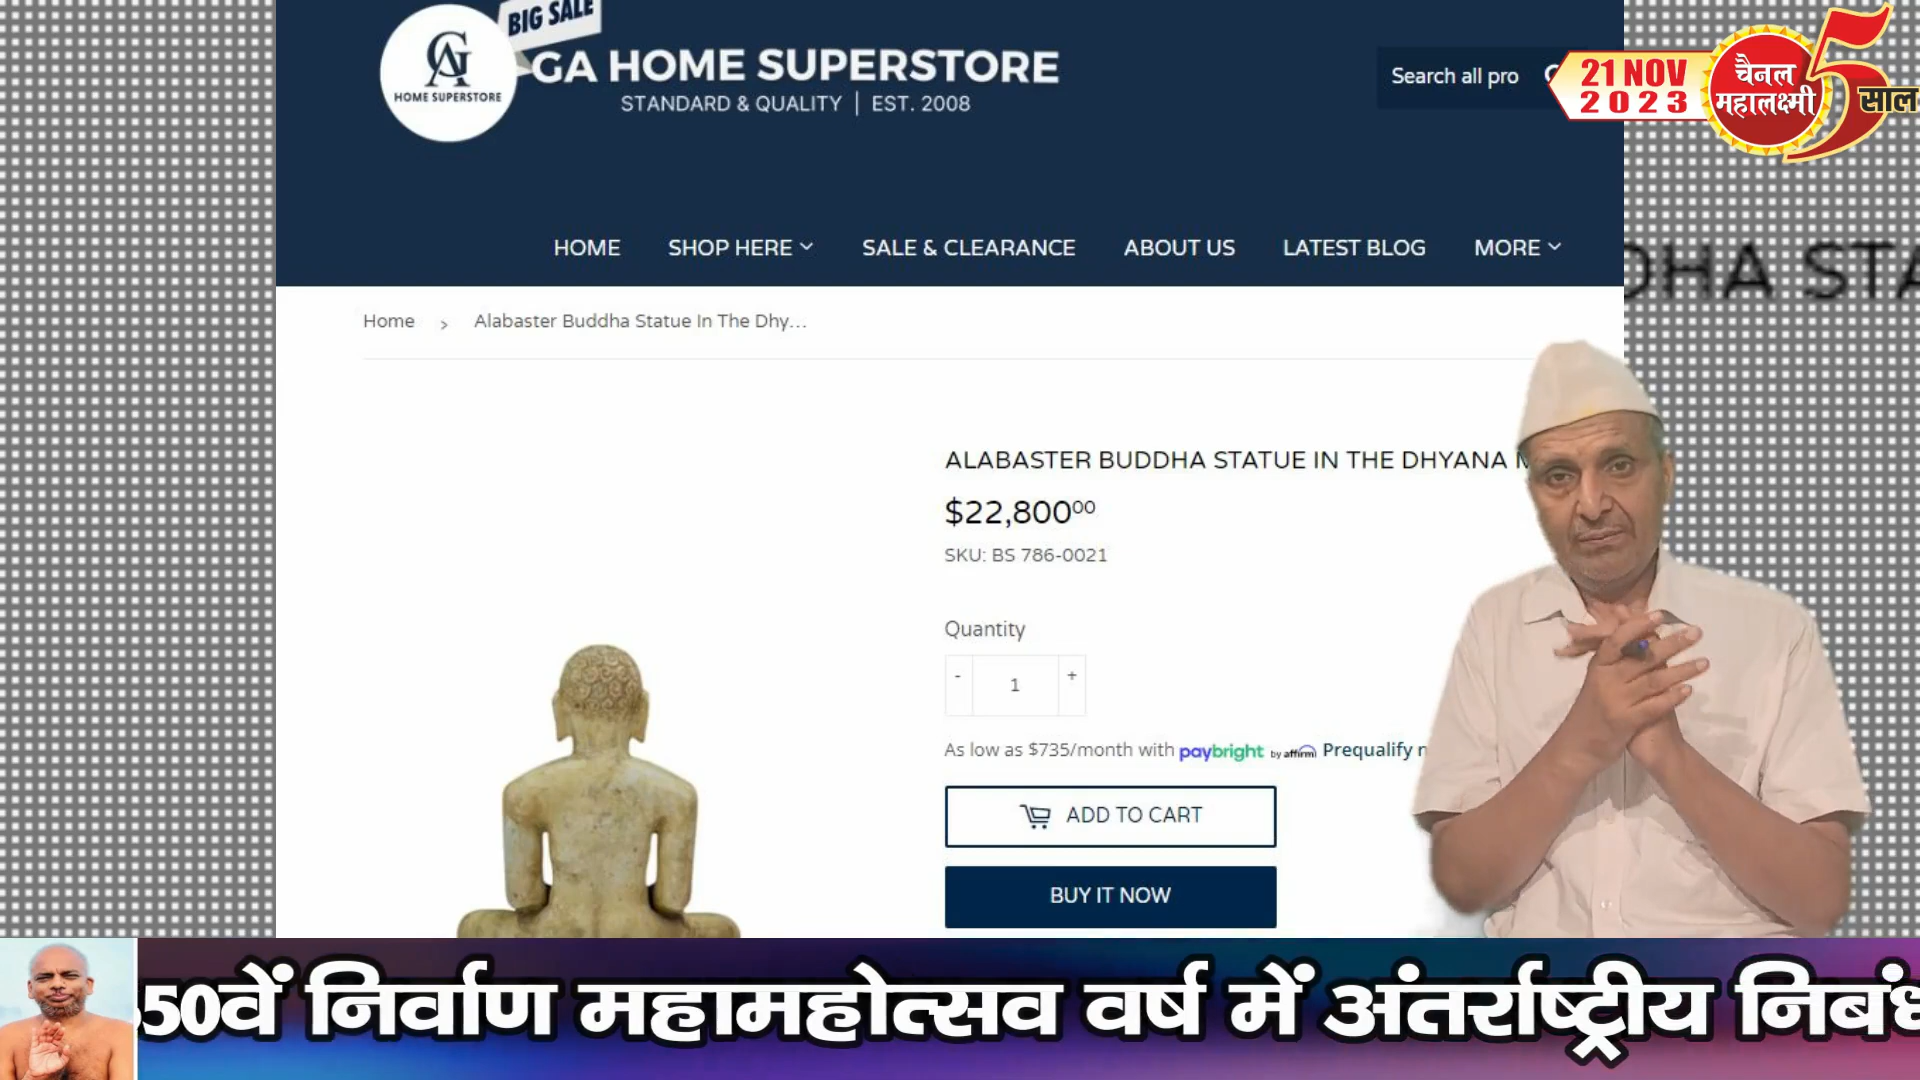 BIG SALE
GA
HOME SUPERSTORE
GA HOME SUPERSTORE
STANDARD & QUALITY | EST. 2008
Search all pro
21 NOV
2023
चैनल
महालक्ष्मी
5
साल
HOME SHOP HERE SALE & CLEARANCE ABOUT US LATEST BLOG MORE
DHA STA
Home > Alabaster Buddha Statue In The Dhy...
ALABASTER BUDDHA STATUE IN THE DHYANA
$22,80000
SKU: BS 786-0021
Quantity
- 1 +
As low as $735/month with paybright by affirm Prequalify
ADD TO CART
BUY IT NOW
50वें निर्वाण महामहोत्सव वर्ष में अंतर्राष्ट्रीय निबंध